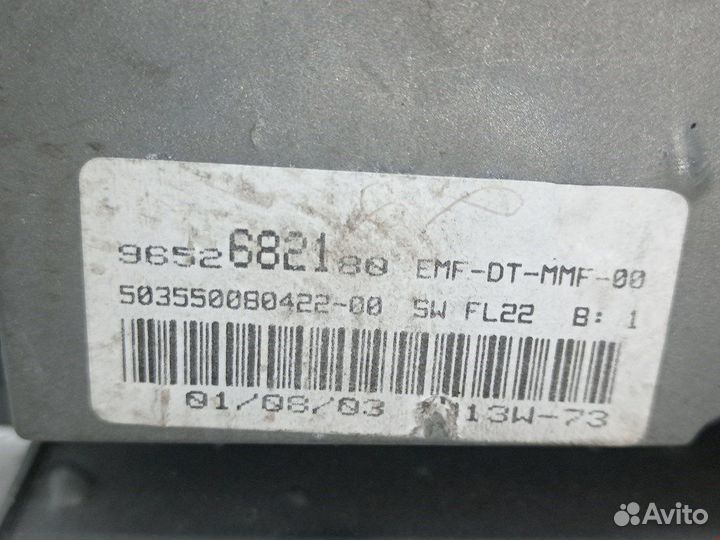 9652682180 EMF-DT-MMF-00
503550080422-00 SW FL22 B: 1
01/08/03 13W-73
Avito